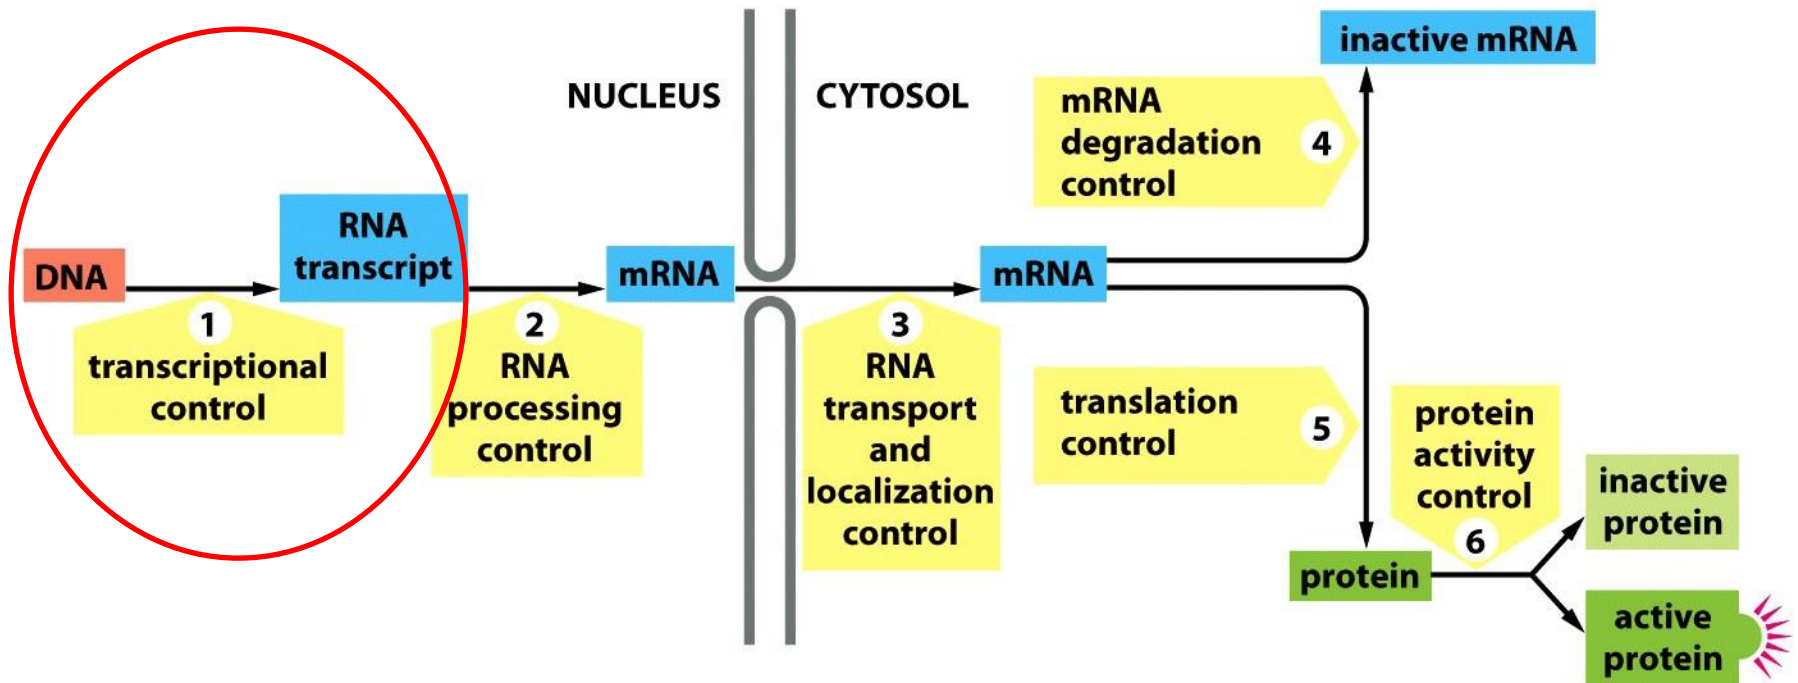 DNA
1
transcriptional
control
RNA
transcript
2
RNA
processing
control
mRNA
NUCLEUS
CYTOSOL
3
RNA
transport
and
localization
control
mRNA
mRNA
degradation
control
4
inactive mRNA
translation
control
5
protein
protein
activity
control
6
inactive
protein
active
protein